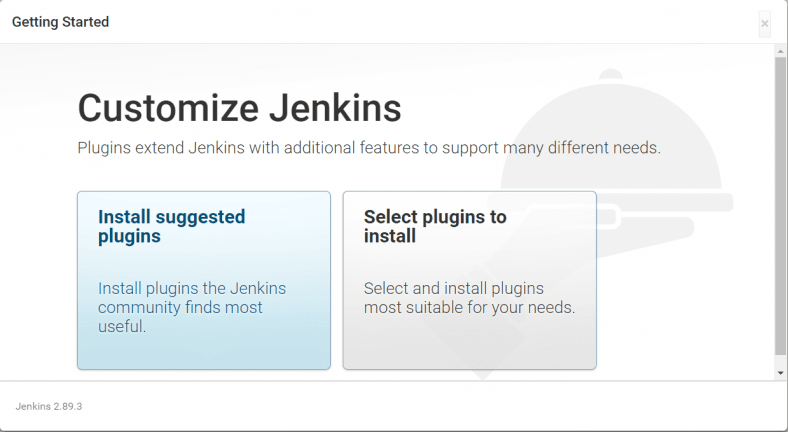 Getting Started
×
Customize Jenkins
Plugins extend Jenkins with additional features to support many different needs.
Install suggested
plugins
Install plugins the Jenkins
community finds most
useful.
Select plugins to
install
Select and install plugins
most suitable for your needs.
Jenkins 2.89.3